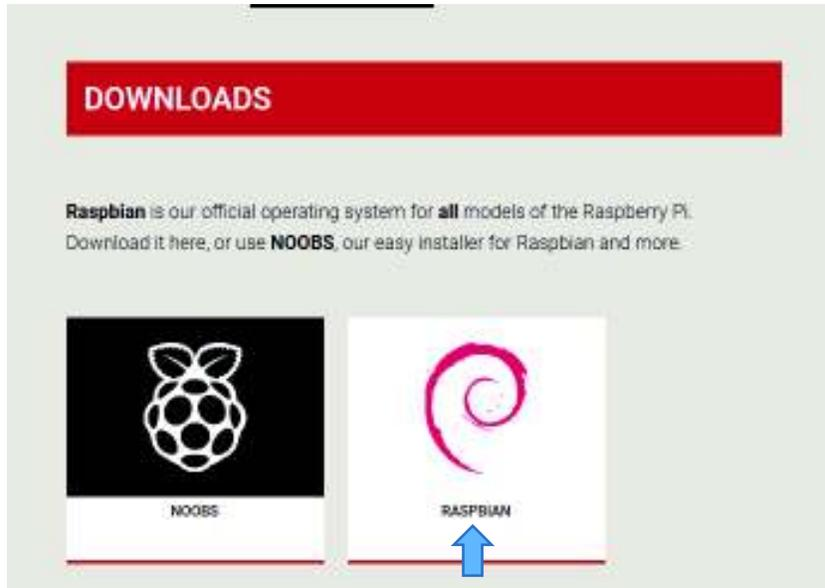 DOWNLOADS
Raspbian is our official operating system for all models of the Raspberry Pi.
Download it here, or use NOOBS, our easy installer for Raspbian and more.
NOOBS
RASPBIAN